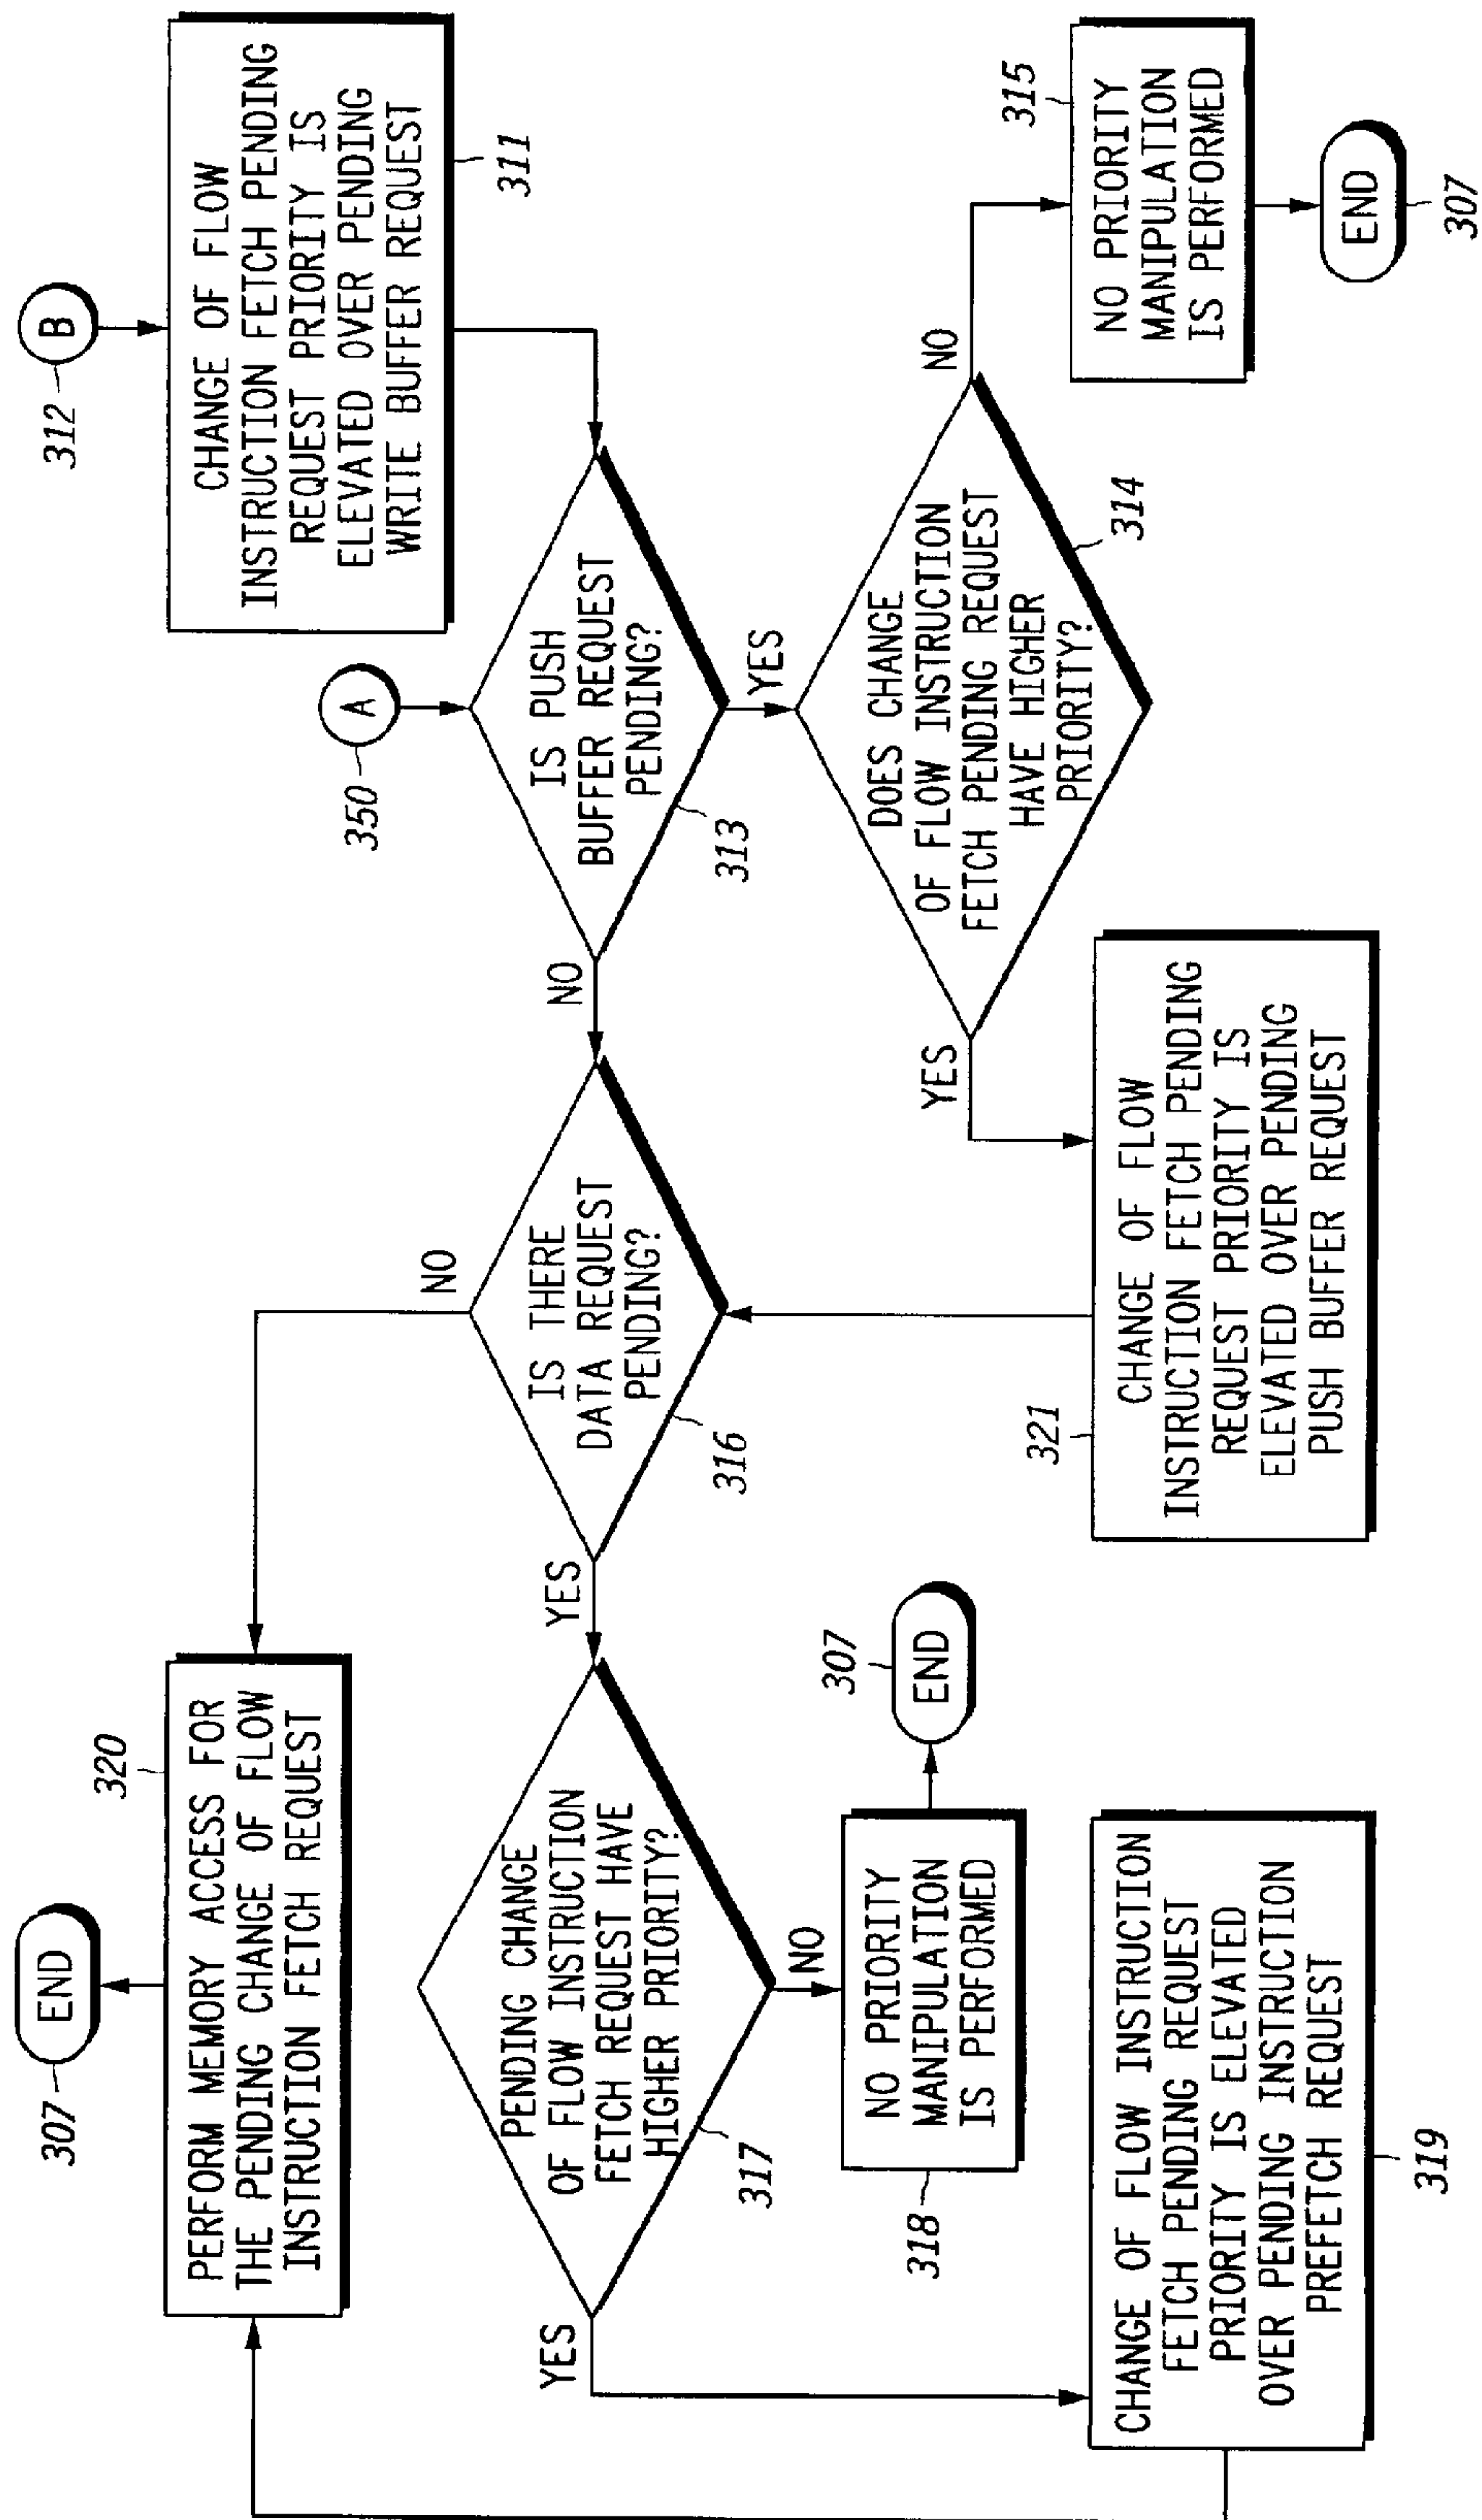 B
312
CHANGE OF FLOW
INSTRUCTION FETCH PENDING
REQUEST PRIORITY IS
ELEVATED OVER PENDING
WRITE BUFFER REQUEST
311
A
350
IS PUSH
BUFFER REQUEST
PENDING?
313
NO
YES
DOES CHANGE
OF FLOW INSTRUCTION
FETCH PENDING REQUEST
HAVE HIGHER
PRIORITY?
314
NO
NO PRIORITY
MANIPULATION
IS PERFORMED
315
END
307
YES
CHANGE OF FLOW
INSTRUCTION FETCH PENDING
REQUEST PRIORITY IS
ELEVATED OVER PENDING
PUSH BUFFER REQUEST
321
IS THERE
DATA REQUEST
PENDING?
316
NO
YES
PERFORM MEMORY ACCESS FOR
THE PENDING CHANGE OF FLOW
INSTRUCTION FETCH REQUEST
320
END
307
PENDING CHANGE
OF FLOW INSTRUCTION
FETCH REQUEST HAVE
HIGHER PRIORITY?
317
NO
NO PRIORITY
MANIPULATION
IS PERFORMED
318
END
307
YES
CHANGE OF FLOW INSTRUCTION
FETCH PENDING REQUEST
PRIORITY IS ELEVATED
OVER PENDING INSTRUCTION
PREFETCH REQUEST
319